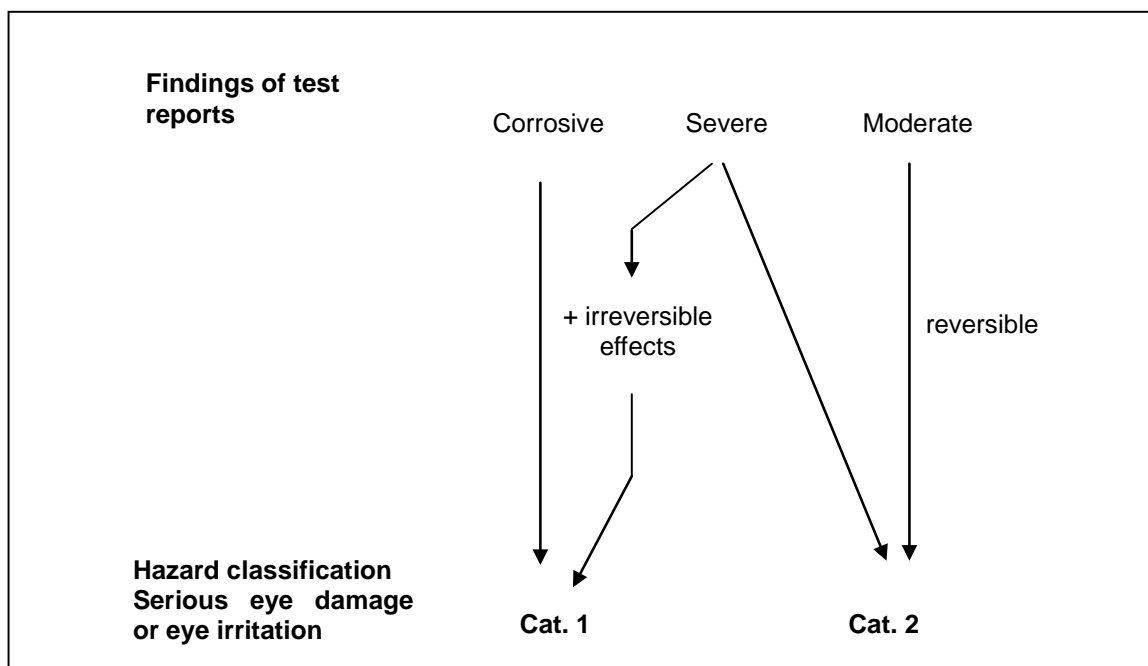 Findings of test
reports
Corrosive Severe Moderate
+ irreversible
effects
reversible
Hazard classification
Serious eye damage
or eye irritation
Cat. 1 Cat. 2